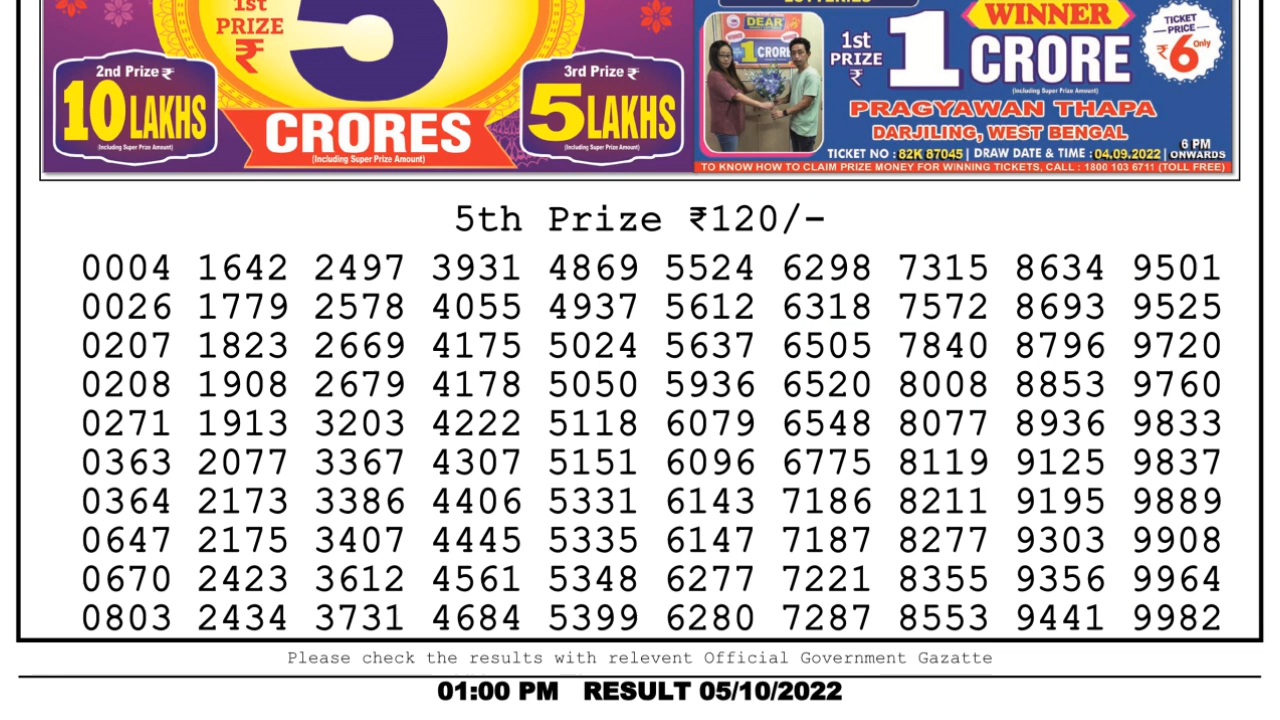 1st
PRIZE
₹
5
CRORES
(Including Super Prize Amount)
2nd Prize ₹
10 LAKHS
(Including Super Prize Amount)
3rd Prize ₹
5 LAKHS
(Including Super Prize Amount)
DEAR
1 CRORE
1st
PRIZE
₹
1
WINNER
CRORE
(Including Super Prize Amount)
TICKET
PRICE
₹6 Only
PRAGYAWAN THAPA
DARJILING, WEST BENGAL
TICKET NO : 82K 87045 | DRAW DATE & TIME : 04.09.2022 | 6 PM ONWARDS
TO KNOW HOW TO CLAIM PRIZE MONEY FOR WINNING TICKETS, CALL : 1800 103 6711 (TOLL FREE)
5th Prize ₹120/-
0004 1642 2497 3931 4869 5524 6298 7315 8634 9501
0026 1779 2578 4055 4937 5612 6318 7572 8693 9525
0207 1823 2669 4175 5024 5637 6505 7840 8796 9720
0208 1908 2679 4178 5050 5936 6520 8008 8853 9760
0271 1913 3203 4222 5118 6079 6548 8077 8936 9833
0363 2077 3367 4307 5151 6096 6775 8119 9125 9837
0364 2173 3386 4406 5331 6143 7186 8211 9195 9889
0647 2175 3407 4445 5335 6147 7187 8277 9303 9908
0670 2423 3612 4561 5348 6277 7221 8355 9356 9964
0803 2434 3731 4684 5399 6280 7287 8553 9441 9982
Please check the results with relevent Official Government Gazatte
01:00 PM RESULT 05/10/2022